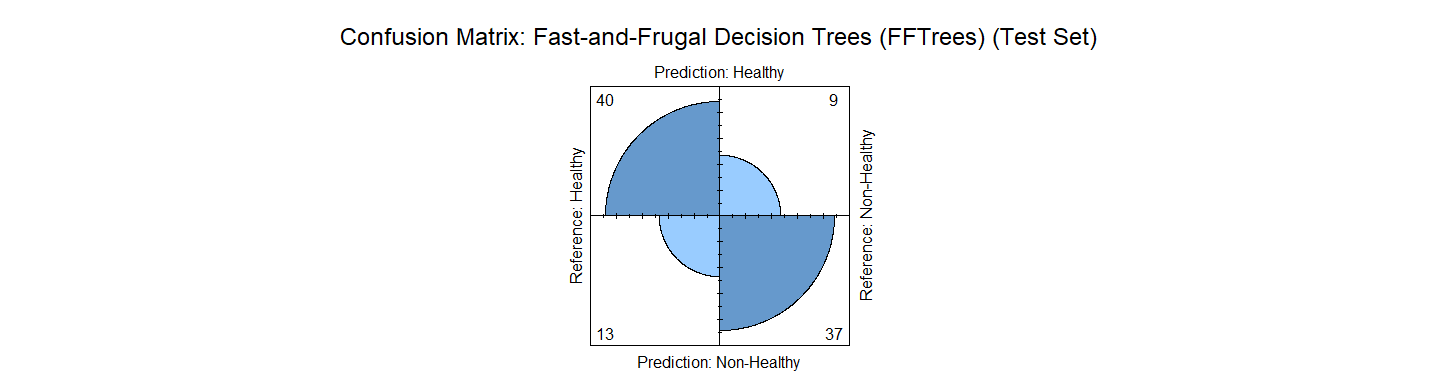 Confusion Matrix: Fast-and-Frugal Decision Trees (FFTrees) (Test Set)
Prediction: Healthy
40
9
Reference: Healthy
Reference: Non-Healthy
13
37
Prediction: Non-Healthy